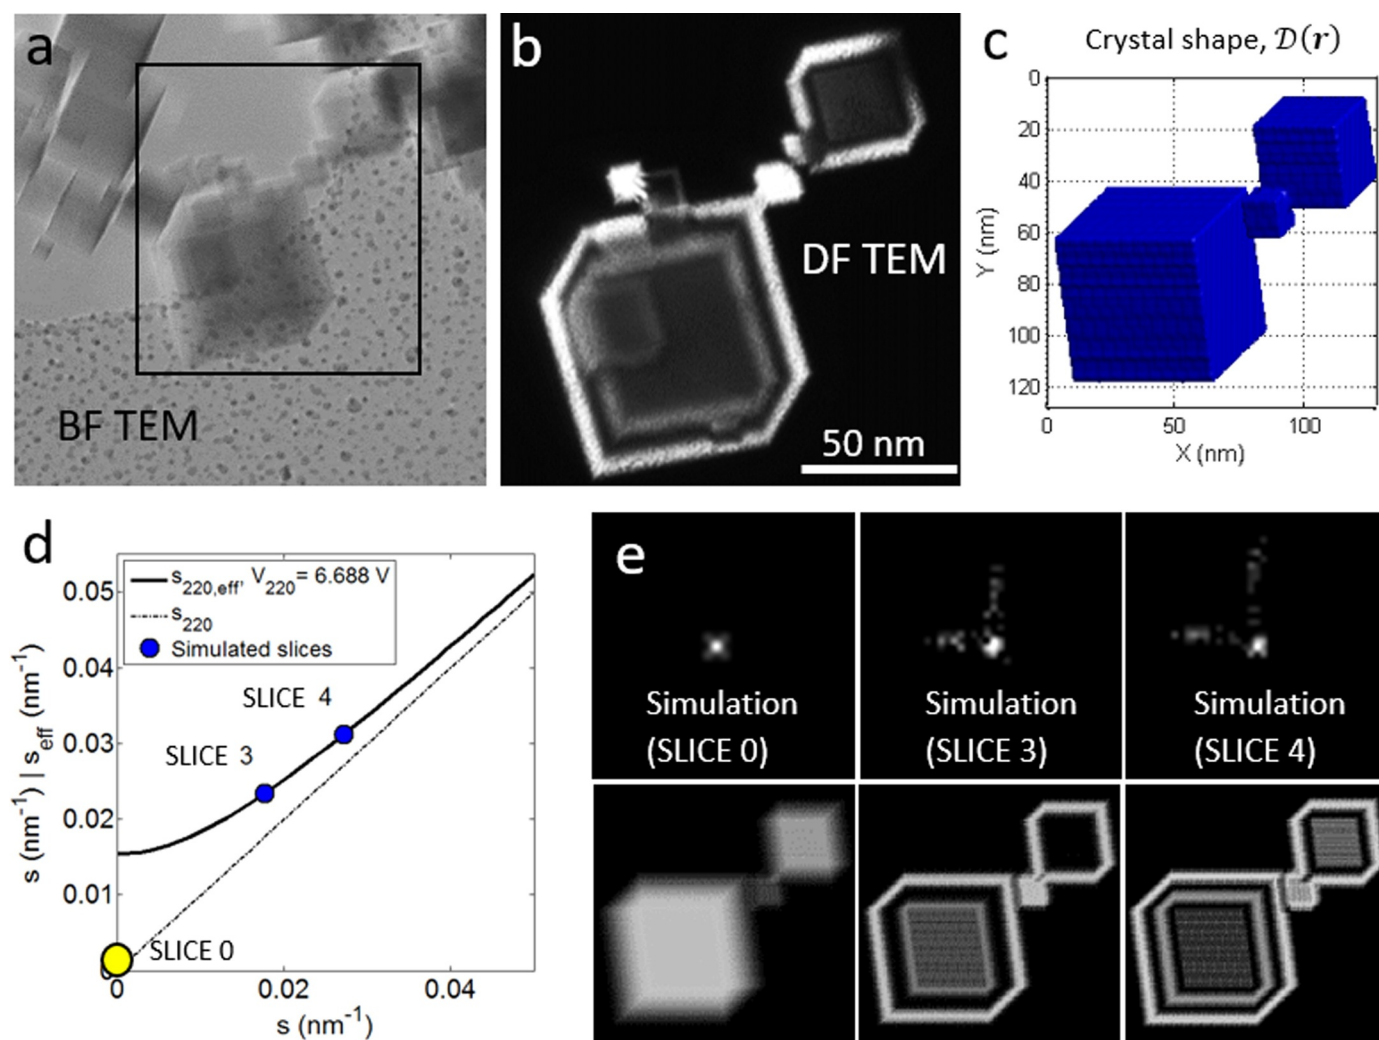 a
BF TEM
b
DF TEM
50 nm
c
Crystal shape, 𝒟(r)
0
20
40
60
80
100
120
Y (nm)
0 50 100
X (nm)
d
s220,eff, V220 = 6.688 V
s220
Simulated slices
SLICE 4
SLICE 3
SLICE 0
0.05
0.04
0.03
0.02
0.01
0
s (nm-1) | seff (nm-1)
0 0.02 0.04
s (nm-1)
e
Simulation
(SLICE 0)
Simulation
(SLICE 3)
Simulation
(SLICE 4)